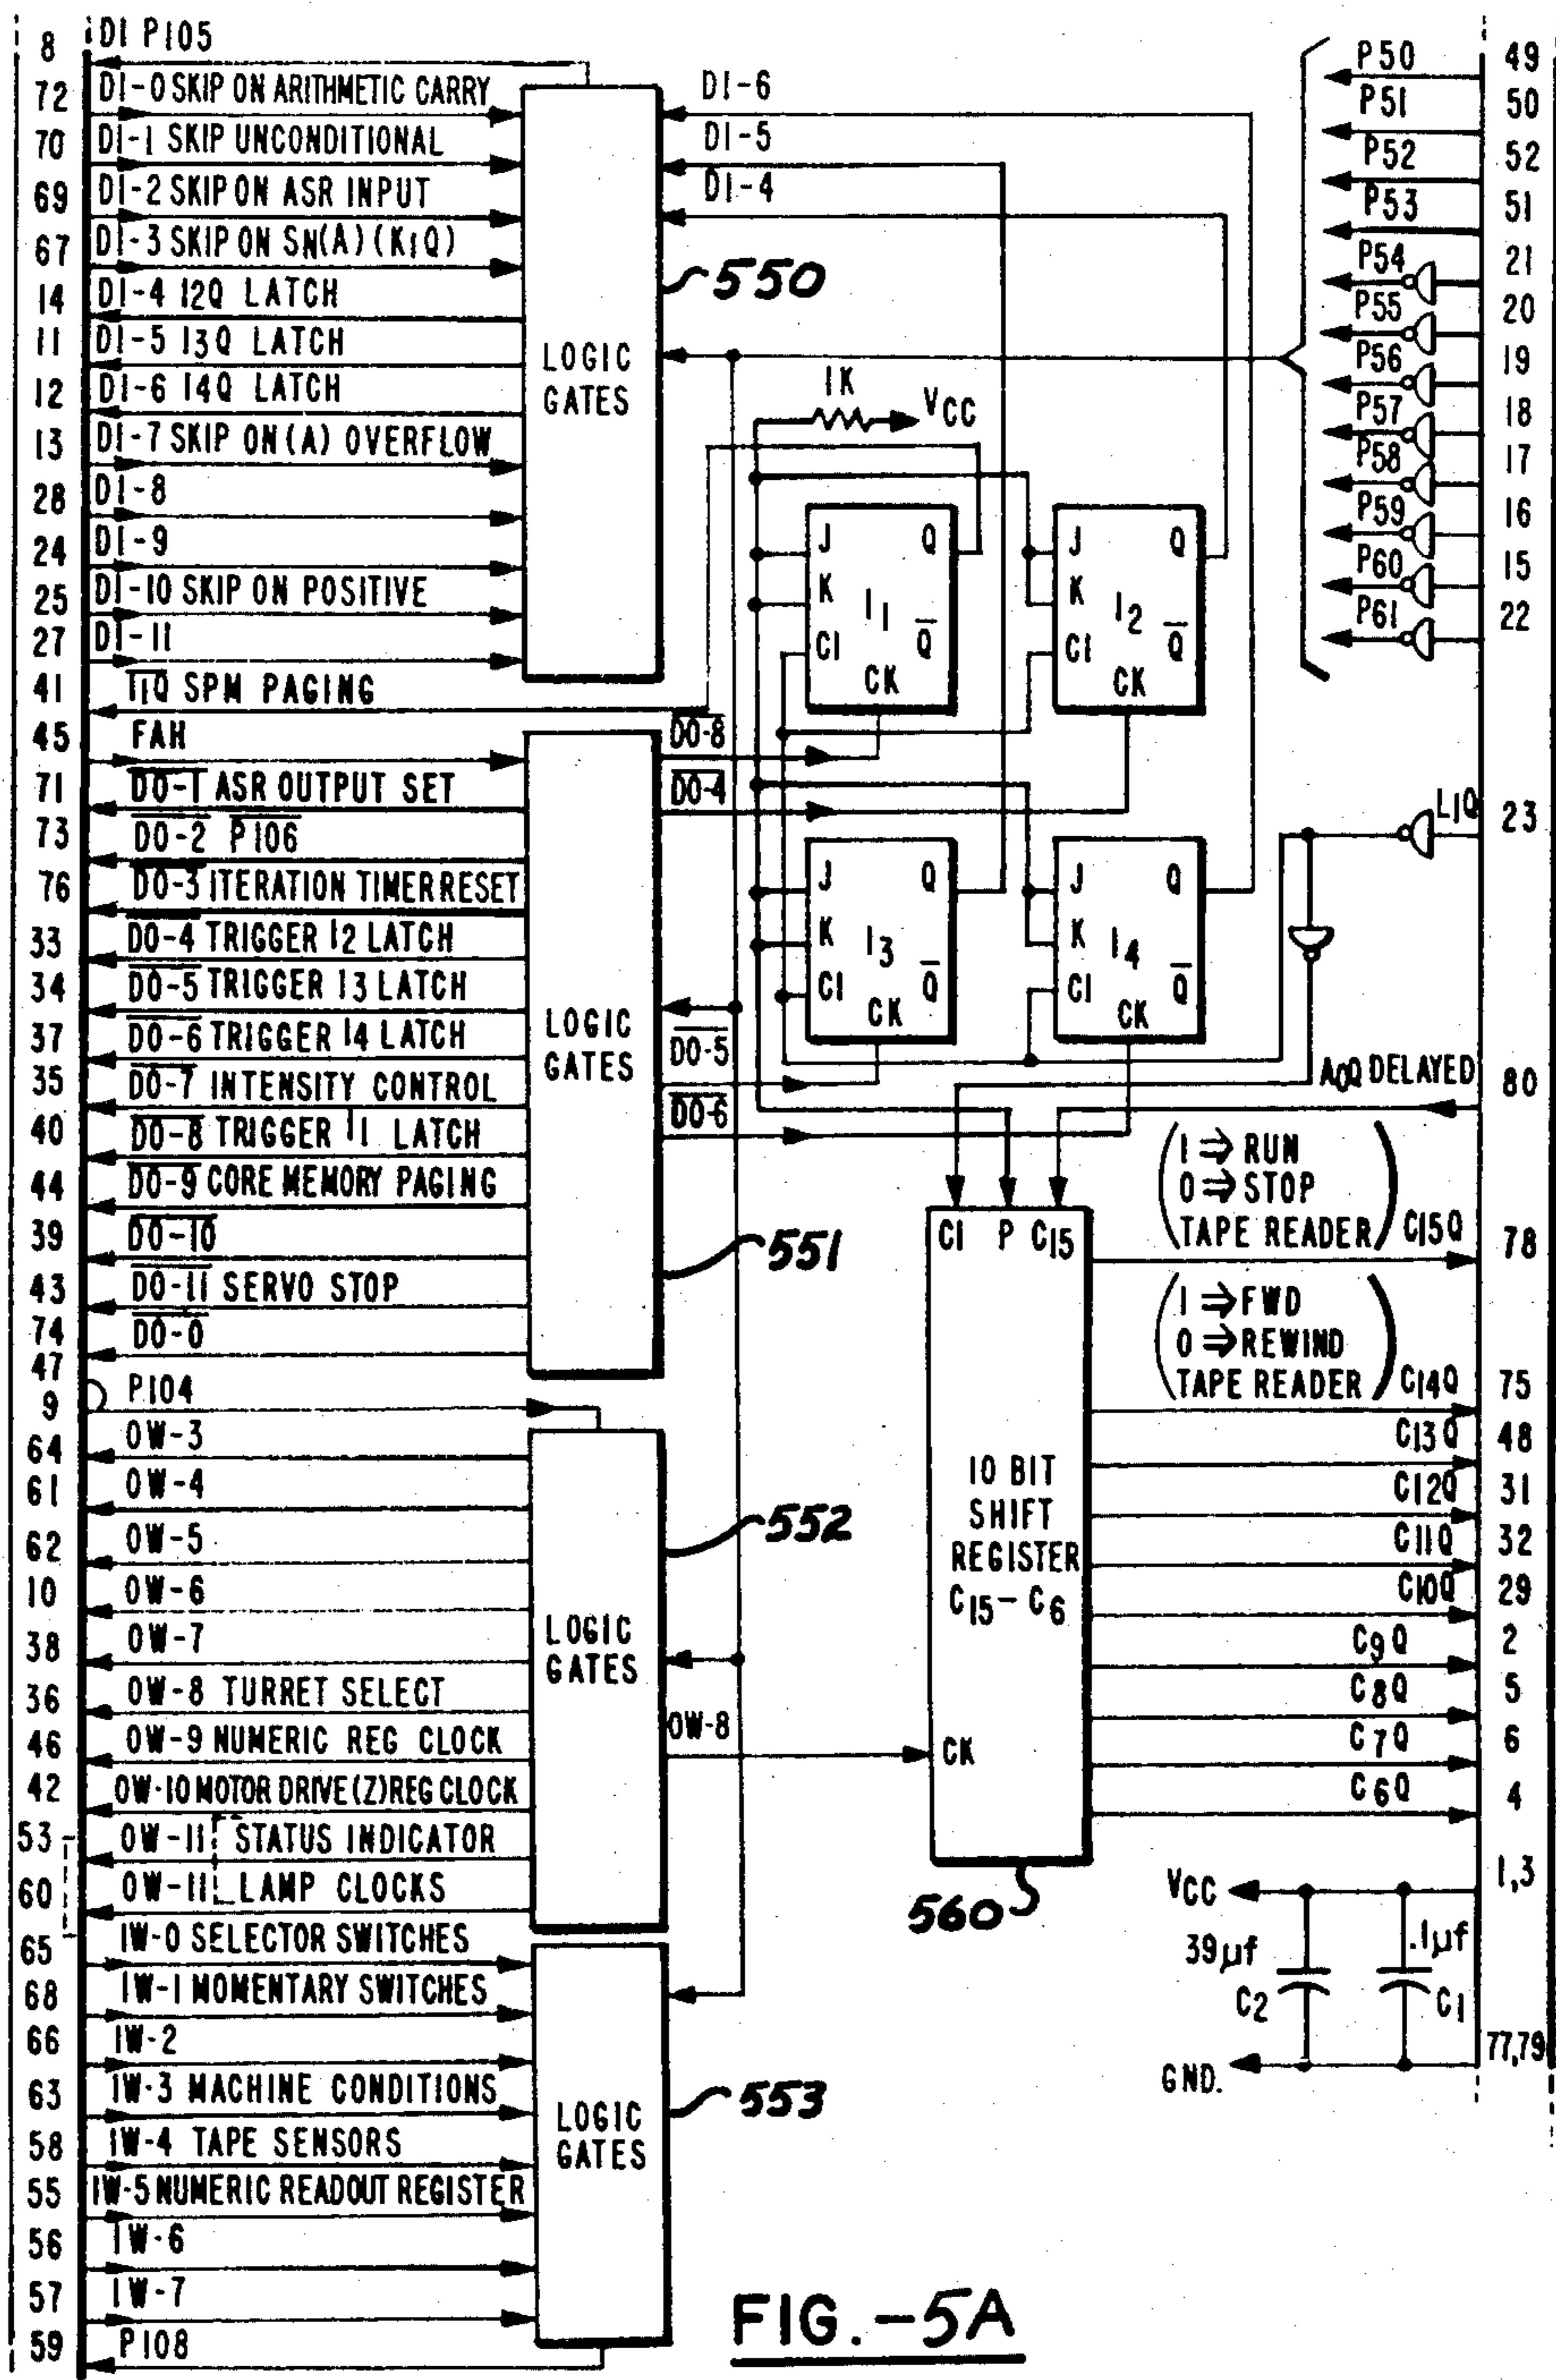 8 DI P105
72 DI-0 SKIP ON ARITHMETIC CARRY
70 DI-1 SKIP UNCONDITIONAL
69 DI-2 SKIP ON ASR INPUT
67 DI-3 SKIP ON SN(A) (K1Q)
14 DI-4 I2Q LATCH
11 DI-5 I3Q LATCH
12 DI-6 I4Q LATCH
13 DI-7 SKIP ON (A) OVERFLOW
28 DI-8
24 DI-9
25 DI-10 SKIP ON POSITIVE
27 DI-11
41 I1Q SPM PAGING
45 FAH
71 DO-1 ASR OUTPUT SET
73 DO-2 P106
76 DO-3 ITERATION TIMER RESET
33 DO-4 TRIGGER I2 LATCH
34 DO-5 TRIGGER I3 LATCH
37 DO-6 TRIGGER I4 LATCH
35 DO-7 INTENSITY CONTROL
40 DO-8 TRIGGER I1 LATCH
44 DO-9 CORE MEMORY PAGING
39 DO-10
43 DO-11 SERVO STOP
74 DO-0
47
9 P104
64 OW-3
61 OW-4
62 OW-5
10 OW-6
38 OW-7
36 OW-8 TURRET SELECT
46 OW-9 NUMERIC REG CLOCK
42 OW-10 MOTOR DRIVE (Z) REG CLOCK
53 OW-11 STATUS INDICATOR
60 OW-11 LAMP CLOCKS
65 IW-0 SELECTOR SWITCHES
68 IW-1 MOMENTARY SWITCHES
66 IW-2
63 IW-3 MACHINE CONDITIONS
58 IW-4 TAPE SENSORS
55 IW-5 NUMERIC READOUT REGISTER
56 IW-6
57 IW-7
59 P108
LOGIC
GATES
550
LOGIC
GATES
551
LOGIC
GATES
552
LOGIC
GATES
553
DI-6
DI-5
DI-4
1K
VCC
J Q
K I1
CI Q̅
CK
J Q
K I2
CI Q̅
CK
D̅O̅-̅8̅
D̅O̅-̅4̅
J Q
K I3
CI Q̅
CK
J Q
K I4
CI Q̅
CK
D̅O̅-̅5̅
D̅O̅-̅6̅
OW-8
P50 49
P51 50
P52 52
P53 51
P54 21
P55 20
P56 19
P57 18
P58 17
P59 16
P60 15
P61 22
L1Q 23
A0Q DELAYED 80
CI P C15
10 BIT
SHIFT
REGISTER
C15-C6
CK
560
(1 ⇒ RUN
0 ⇒ STOP
TAPE READER) C15Q 78
(1 ⇒ FWD
0 ⇒ REWIND
TAPE READER) C14Q 75
C13Q 48
C12Q 31
C11Q 32
C10Q 29
C9Q 2
C8Q 5
C7Q 6
C6Q 4
VCC 1,3
39μf .1μf
C2 C1
GND. 77,79
FIG.-5A